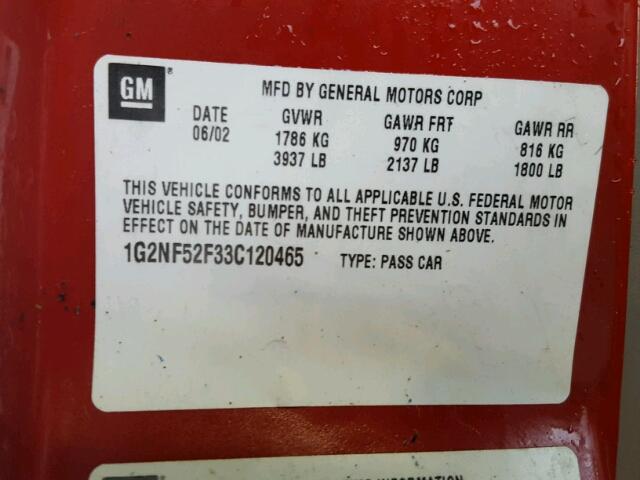 GM ®
MFD BY GENERAL MOTORS CORP
DATE GVWR GAWR FRT GAWR RR
06/02 1786 KG 970 KG 816 KG
3937 LB 2137 LB 1800 LB
THIS VEHICLE CONFORMS TO ALL APPLICABLE U.S. FEDERAL MOTOR
VEHICLE SAFETY, BUMPER, AND THEFT PREVENTION STANDARDS IN
EFFECT ON THE DATE OF MANUFACTURE SHOWN ABOVE.
1G2NF52F33C120465 TYPE: PASS CAR
INFORMATION